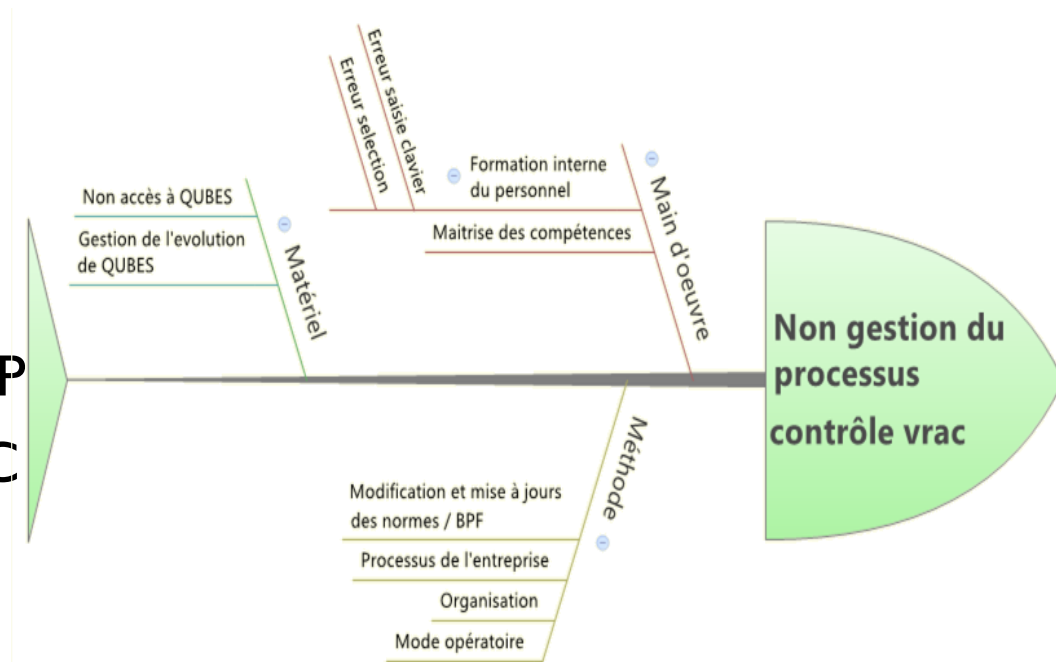 Erreur saisie clavier
Erreur selection
Formation interne
du personnel
Maitrise des compétences
Main d'oeuvre
Non accès à QUBES
Gestion de l'evolution
de QUBES
Matériel
Non gestion du
processus
contrôle vrac
P
C
Méthode
Modification et mise à jours
des normes / BPF
Processus de l'entreprise
Organisation
Mode opératoire